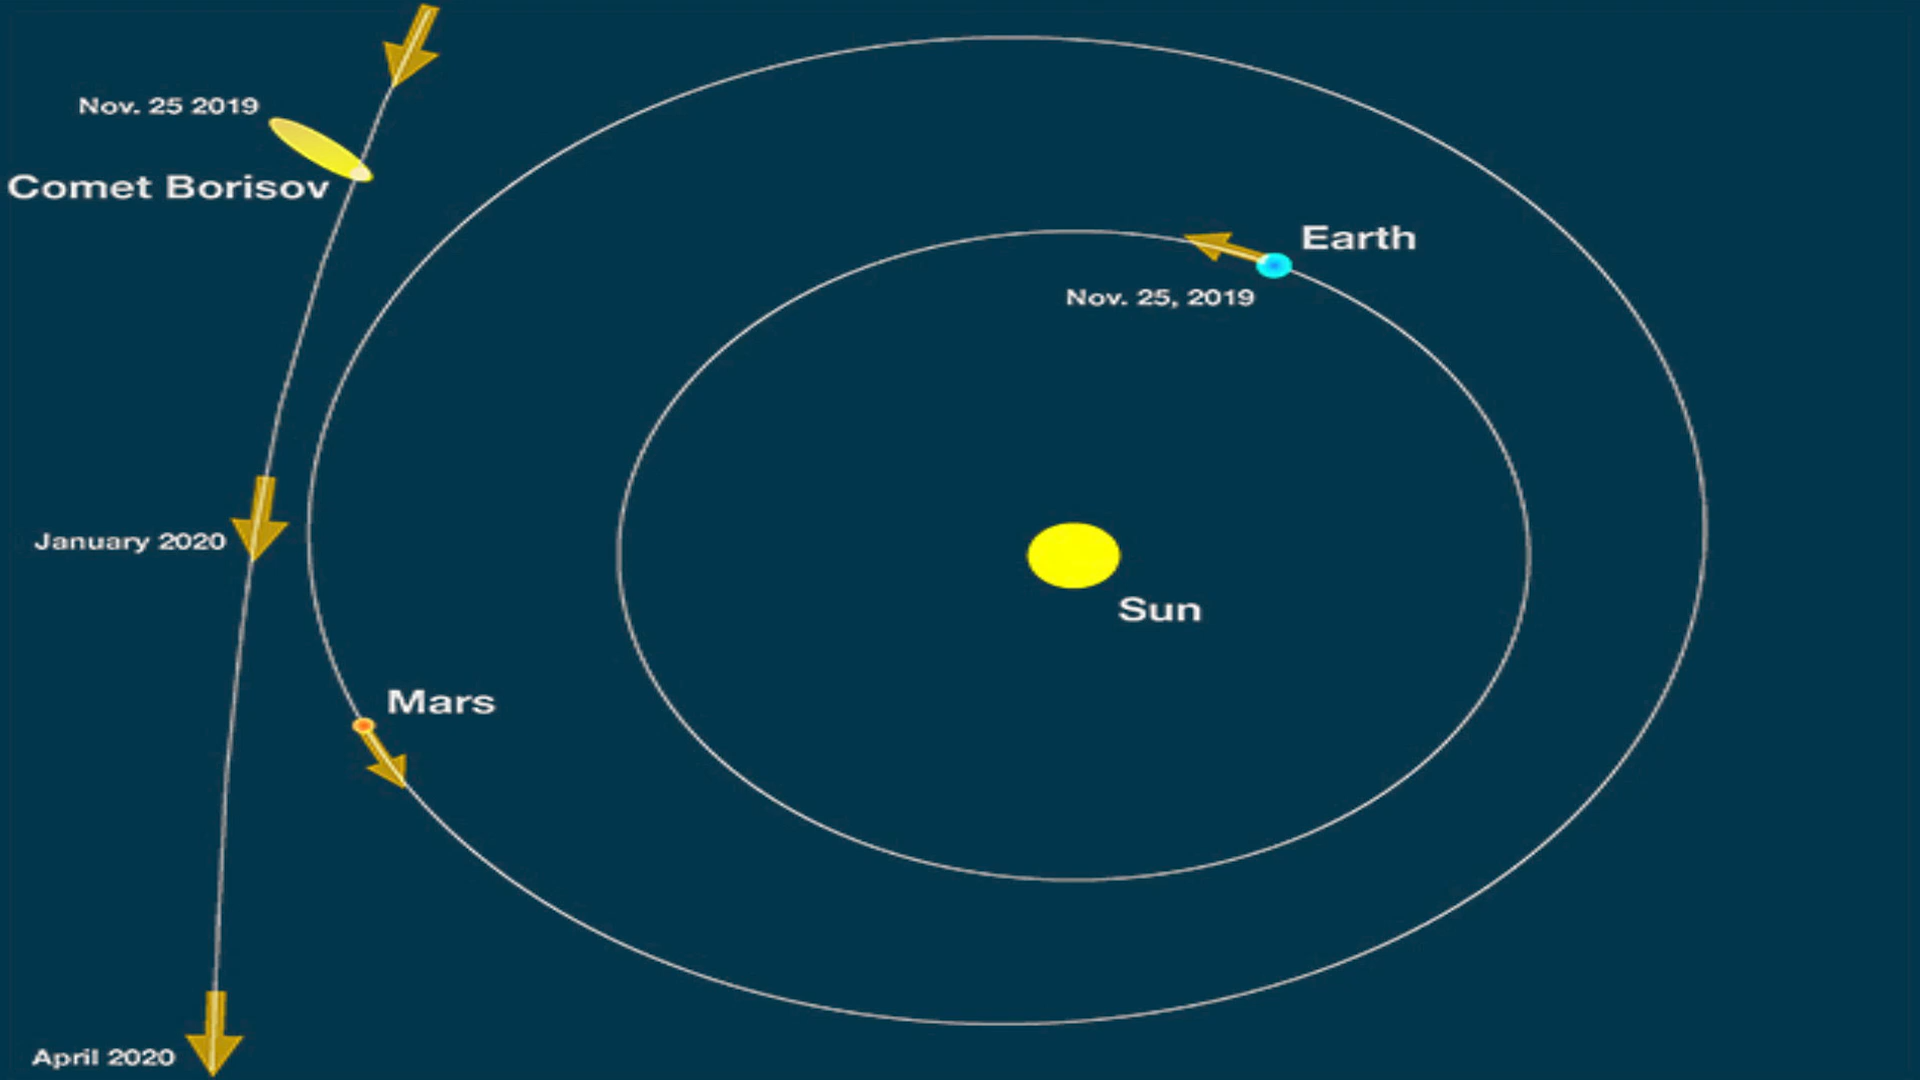 Nov. 25 2019
Comet Borisov
Earth
Nov. 25, 2019
January 2020
Sun
Mars
April 2020